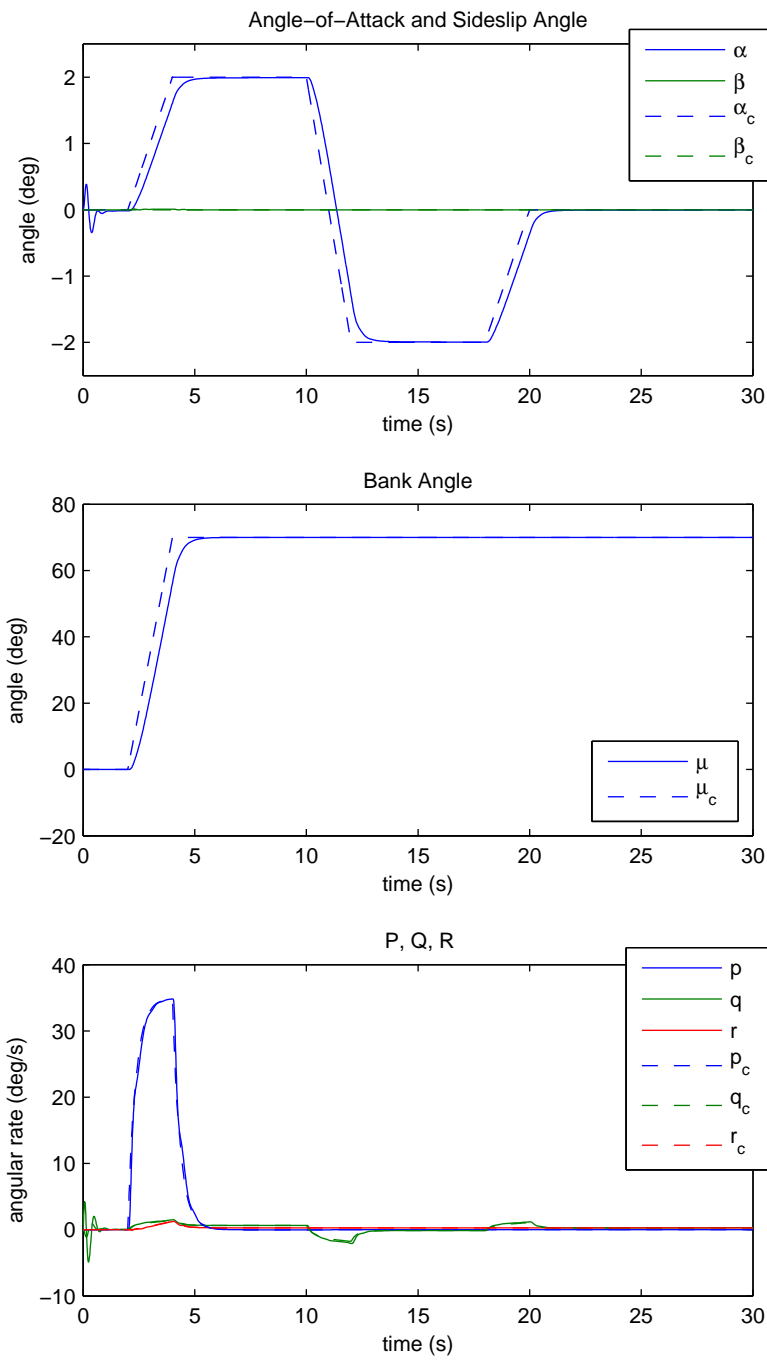 Angle−of−Attack and Sideslip Angle
2
1
0
−1
−2
angle (deg)
0 5 10 15 20 25 30
time (s)
α
β
α_c
β_c
Bank Angle
80
60
40
20
0
−20
angle (deg)
0 5 10 15 20 25 30
time (s)
μ
μ_c
P, Q, R
40
30
20
10
0
−10
angular rate (deg/s)
0 5 10 15 20 25 30
time (s)
p
q
r
p_c
q_c
r_c